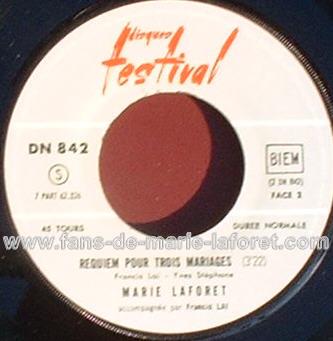 disques
festival
DN 842
BIEM
S
(2 DN BO)
7 PART 62.826
FACE 2
45 TOURS
DUREE NORMALE
www.fans-de-marie-laforet.com
REQUIEM POUR TROIS MARIAGES (3'22)
Francis Lai - Yves Stéphane
MARIE LAFORET
accompagnée par Francis LAI